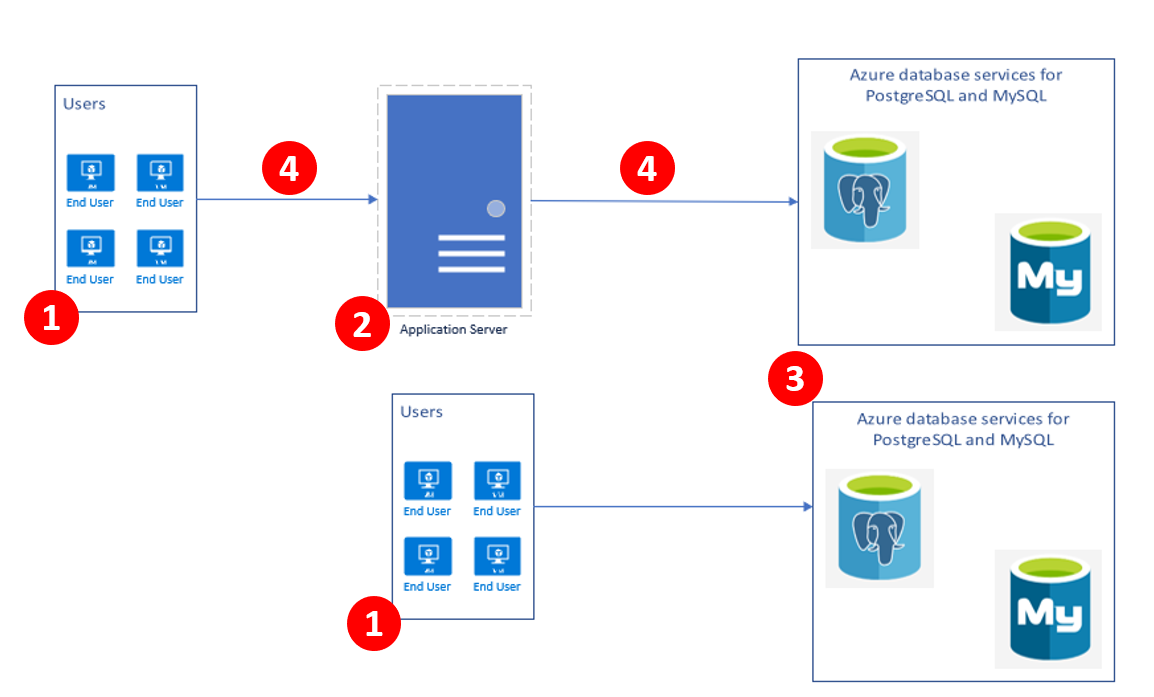 Azure database services for
PostgreSQL and MySQL
Users
4
4
End User
End User
My
End User
End User
1
2
Application Server
3
Users
Azure database services for
PostgreSQL and MySQL
End User
End User
My
End User
End User
1